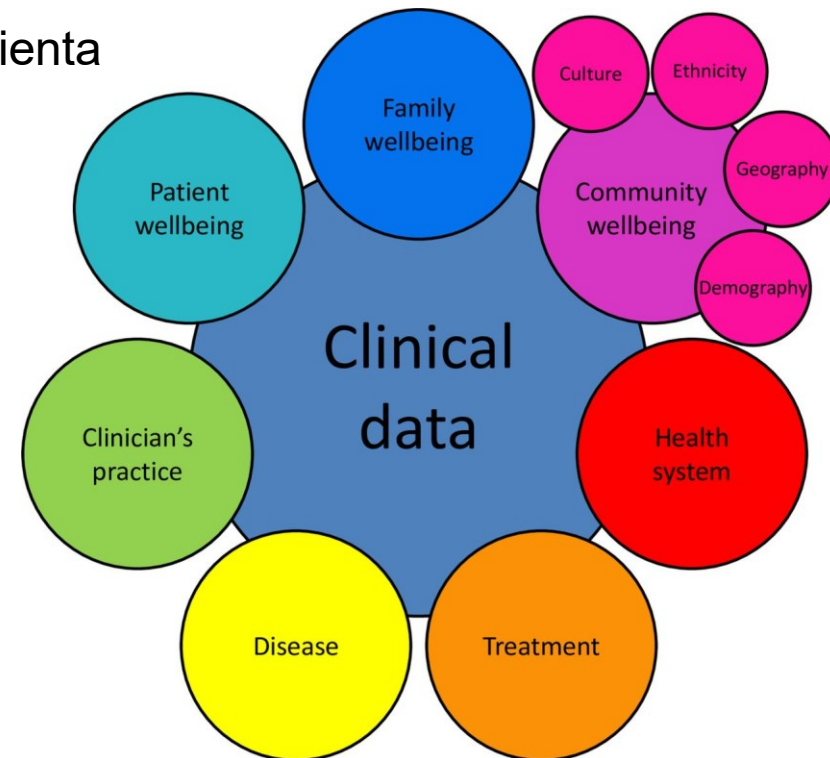 ienta
Culture
Ethnicity
Family
wellbeing
Geography
Patient
wellbeing
Community
wellbeing
Demography
Clinical
data
Clinician's
practice
Health
system
Disease
Treatment